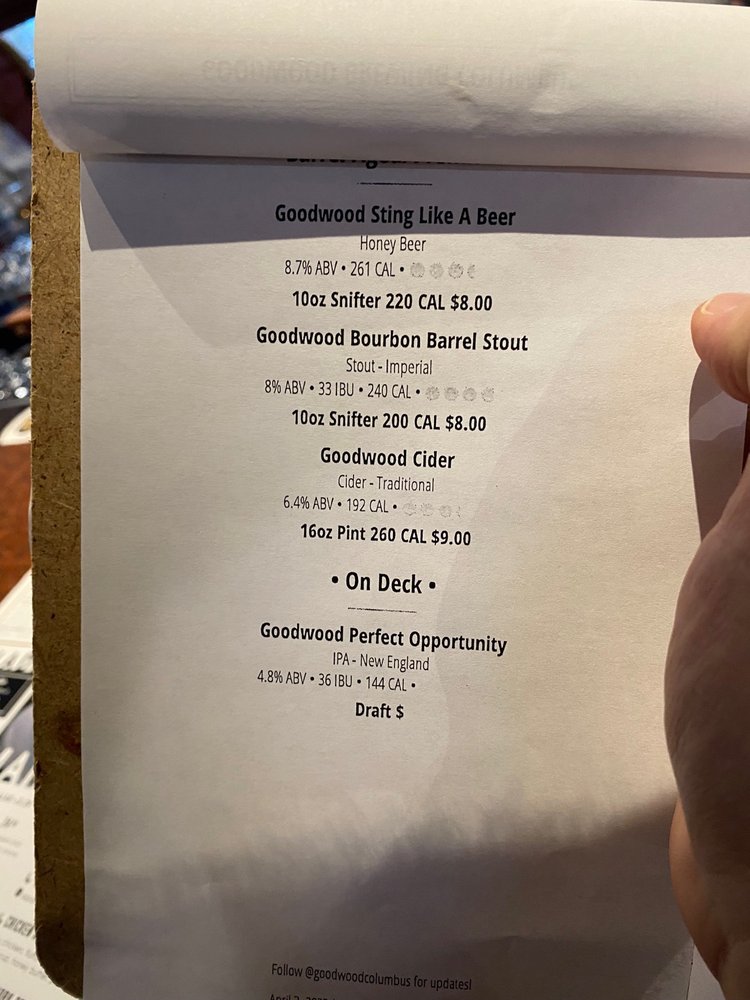 Goodwood Sting Like A Beer
Honey Beer
8.7% ABV • 261 CAL •
10oz Snifter 220 CAL $8.00
Goodwood Bourbon Barrel Stout
Stout - Imperial
8% ABV • 33 IBU • 240 CAL •
10oz Snifter 200 CAL $8.00
Goodwood Cider
Cider - Traditional
6.4% ABV • 192 CAL •
16oz Pint 260 CAL $9.00
• On Deck •
Goodwood Perfect Opportunity
IPA - New England
4.8% ABV • 36 IBU • 144 CAL •
Draft $
Follow @goodwoodcolumbus for updates!
CHICKEN